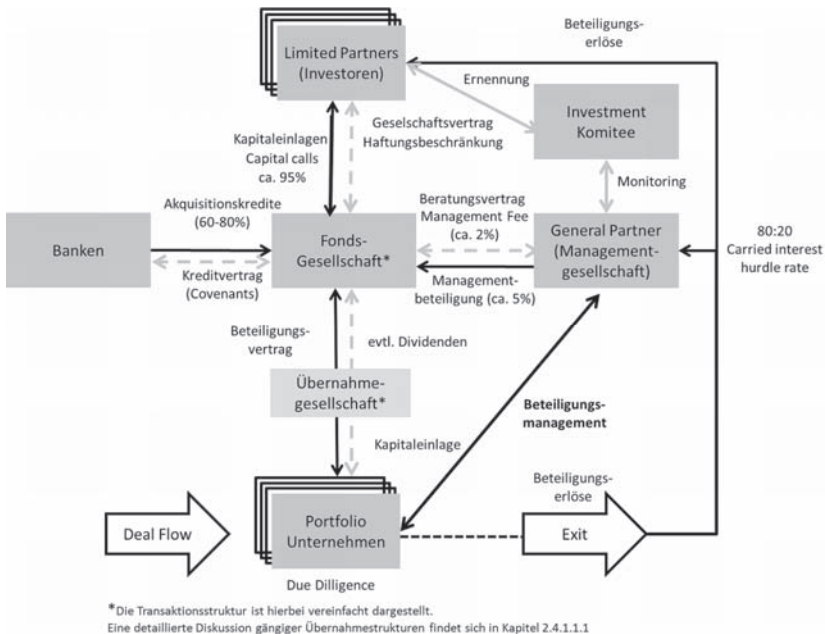 Limited Partners
(Investoren)
Beteiligungs-
erlöse
Ernennung
Investment
Komitee
Geselschaftsvertrag
Haftungsbeschränkung
Kapitaleinlagen
Capital calls
ca. 95%
Monitoring
Akquisitionskredite
(60-80%)
Beratungsvertrag
Management Fee
(ca. 2%)
Banken
Fonds-
Gesellschaft*
General Partner
(Management-
gesellschaft)
80:20
Carried interest
hurdle rate
Kreditvertrag
(Covenants)
Management-
beteiligung (ca. 5%)
Beteiligungs-
vertrag
evtl. Dividenden
Übernahme-
gesellschaft*
Beteiligungs-
management
Kapitaleinlage
Beteiligungs-
erlöse
Deal Flow
Portfolio
Unternehmen
Exit
Due Dilligence
*Die Transaktionsstruktur ist hierbei vereinfacht dargestellt.
Eine detaillierte Diskussion gängiger Übernahmestrukturen findet sich in Kapitel 2.4.1.1.1